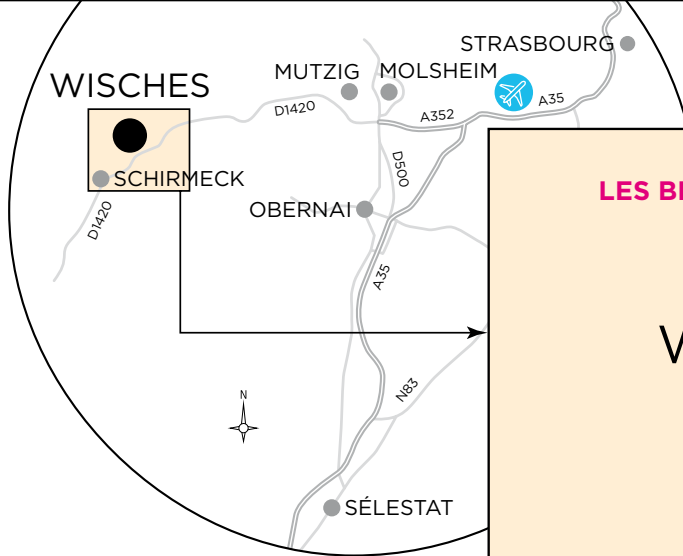 STRASBOURG
MUTZIG
MOLSHEIM
WISCHES
D1420
A352
A35
SCHIRMECK
D500
LES B
OBERNAI
D1420
A35
V
N83
N
SÉLESTAT